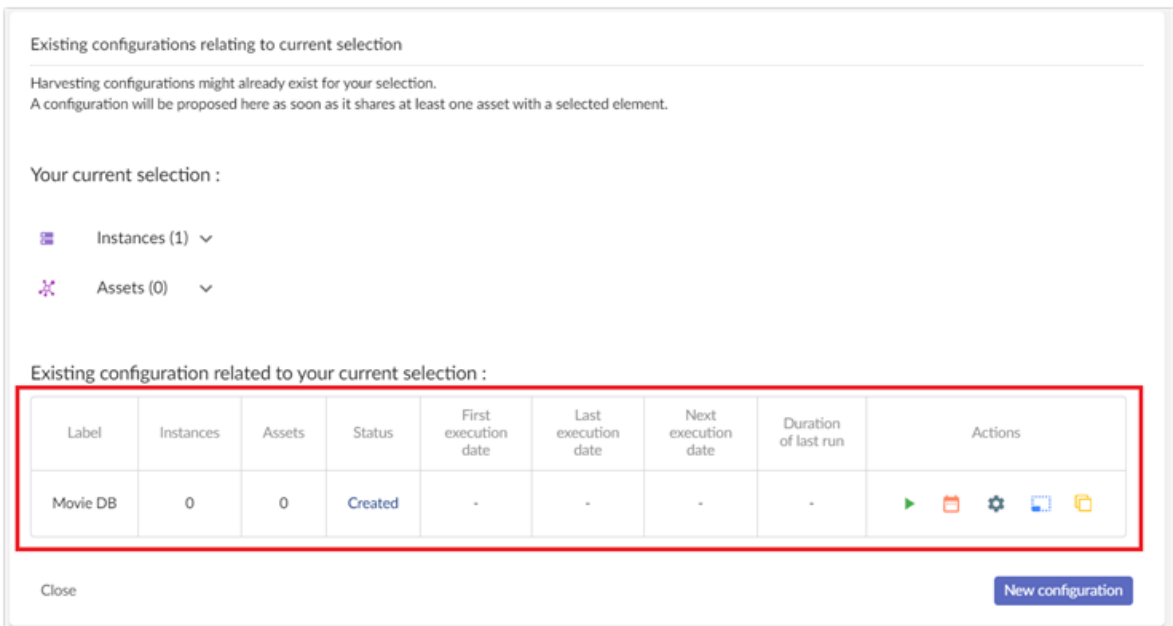 Existing configurations relating to current selection
Harvesting configurations might already exist for your selection.
A configuration will be proposed here as soon as it shares at least one asset with a selected element.
Your current selection :
Instances (1)
Assets (0)
Existing configuration related to your current selection :
Label Instances Assets Status First execution date Last execution date Next execution date Duration of last run Actions
Movie DB 0 0 Created - - - -
Close New configuration